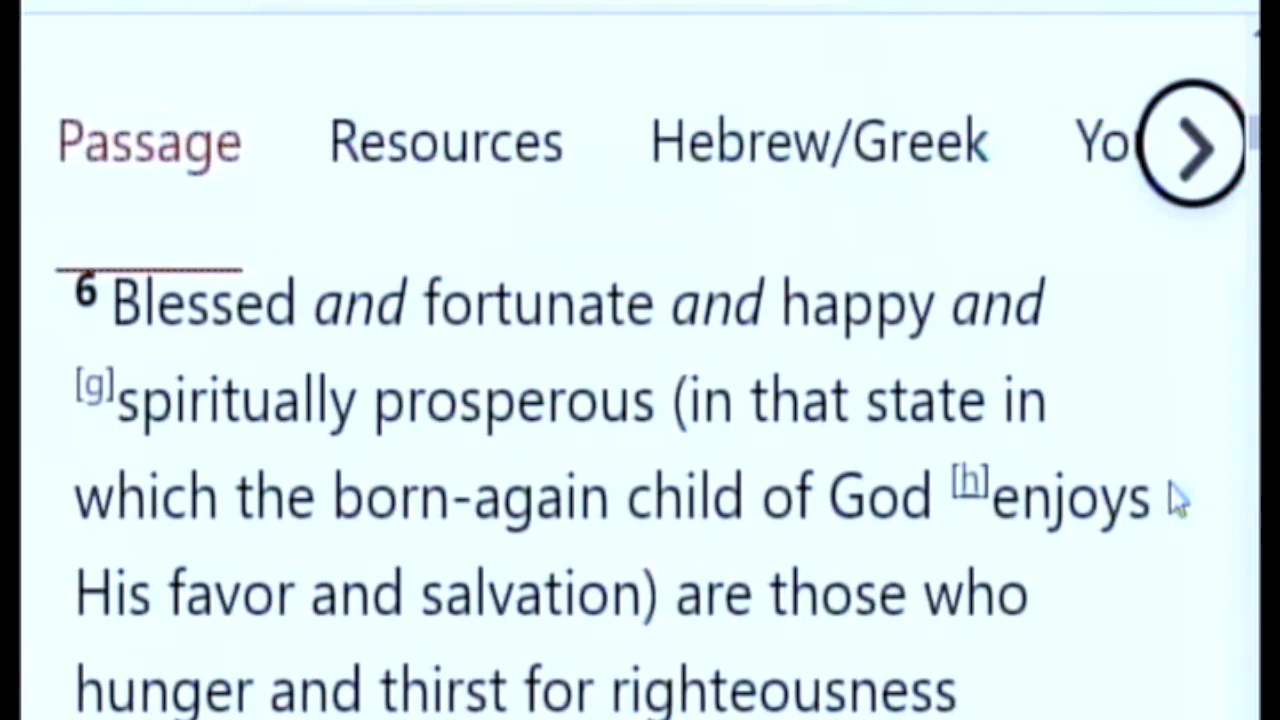 Passage Resources Hebrew/Greek Yo
6 Blessed and fortunate and happy and
[g]spiritually prosperous (in that state in
which the born-again child of God [h]enjoys
His favor and salvation) are those who
hunger and thirst for righteousness